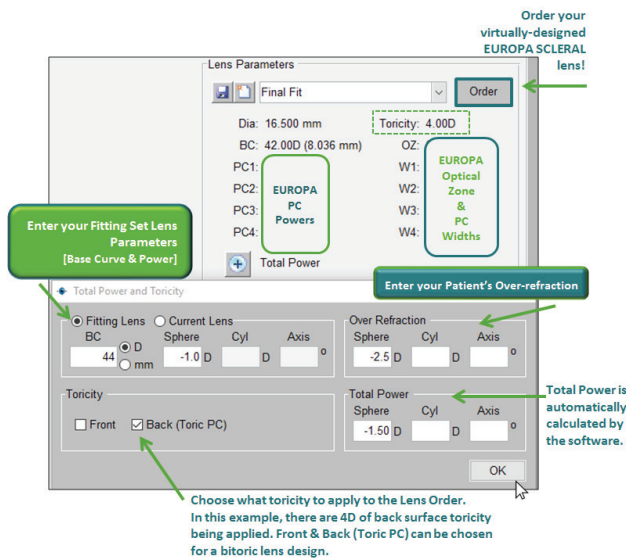 Order your
virtually-designed
EUROPA SCLERAL
lens!
Lens Parameters
Final Fit
Order
Dia: 16.500 mm
Toricity: 4.00D
BC: 42.00D (8.036 mm)
OZ:
PC1:
W1:
PC2:
W2:
PC3:
W3:
PC4:
W4:
EUROPA
PC
Powers
EUROPA
Optical
Zone
&
PC
Widths
Total Power
Enter your Fitting Set Lens
Parameters
[Base Curve & Power]
Enter your Patient's Over-refraction
Total Power and Toricity
Fitting Lens
Current Lens
BC
Sphere
Cyl
Axis
44
D
mm
-1.0 D
D
o
Over Refraction
Sphere
Cyl
Axis
-2.5 D
D
o
Toricity
Front
Back (Toric PC)
Total Power
Sphere
Cyl
Axis
-1.50 D
D
o
OK
Total Power is
automatically
calculated by
the software.
Choose what toricity to apply to the Lens Order.
In this example, there are 4D of back surface toricity
being applied. Front & Back (Toric PC) can be chosen
for a bitoric lens design.